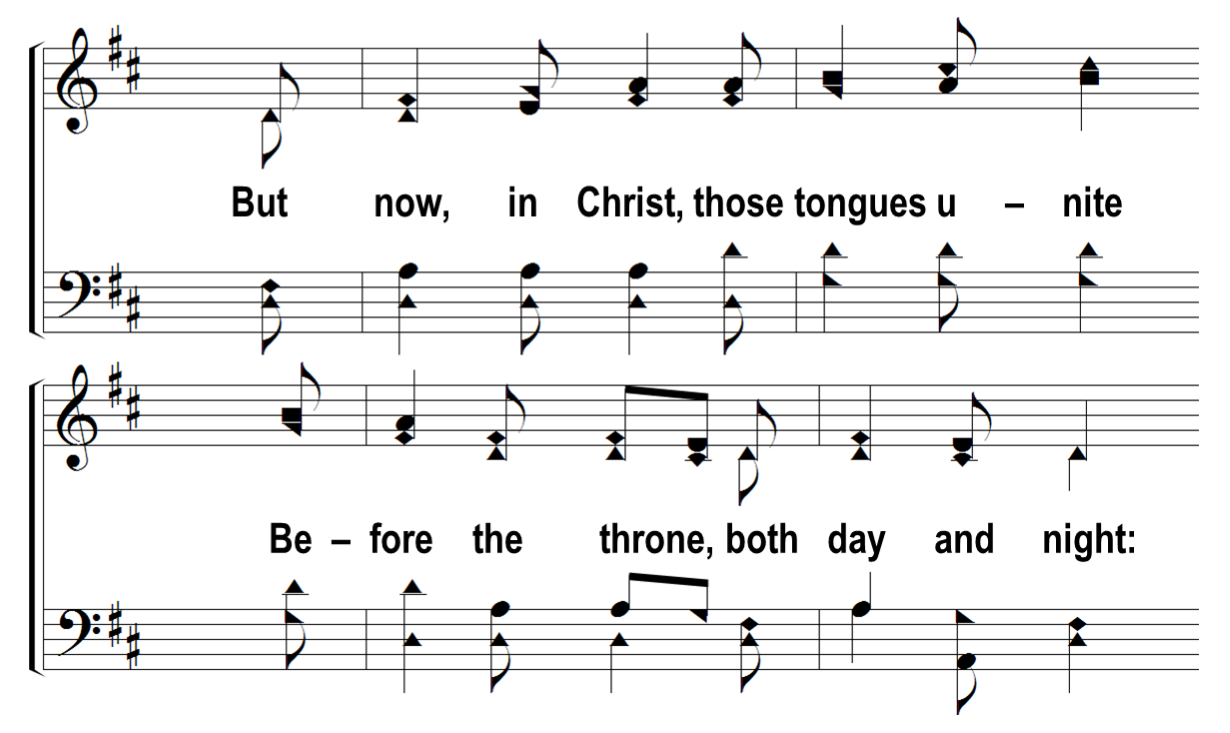 But now, in Christ, those tongues u – nite
Be – fore the throne, both day and night: